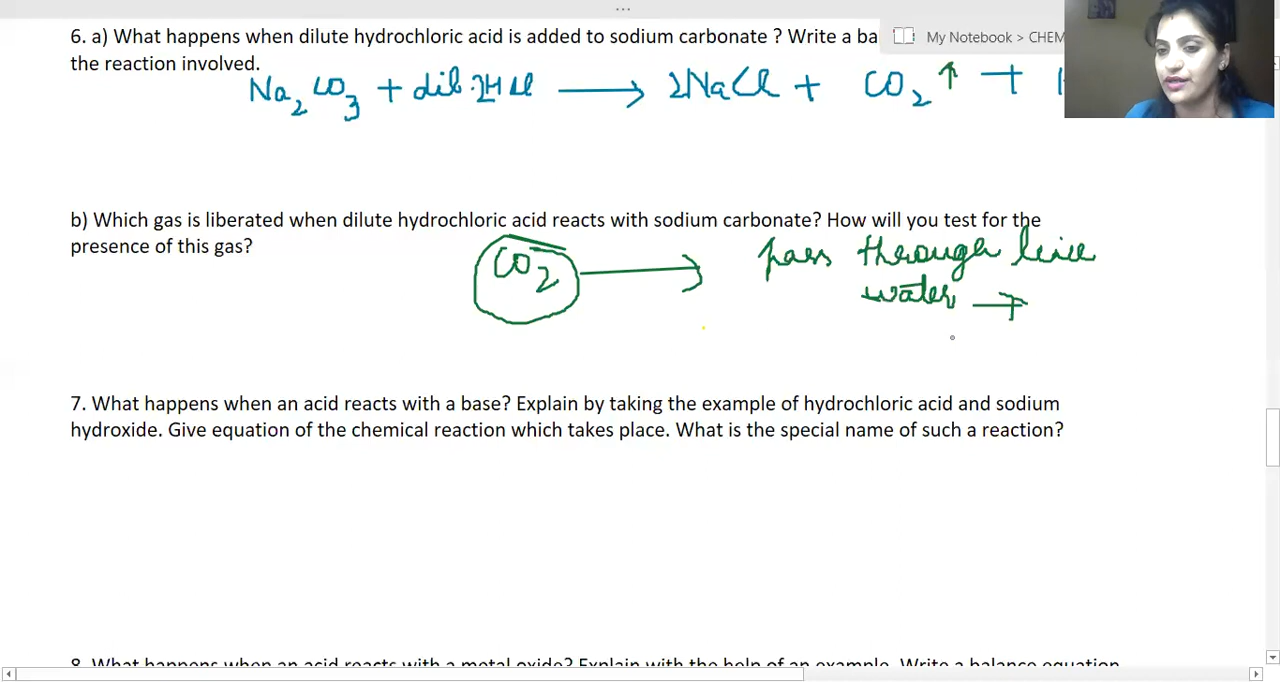 6. a) What happens when dilute hydrochloric acid is added to sodium carbonate ? Write a ba
My Notebook > CHEM
the reaction involved.
Na2CO3 + dil. 2HCl → 2NaCl + CO2 ↑ +
b) Which gas is liberated when dilute hydrochloric acid reacts with sodium carbonate? How will you test for the
presence of this gas?
CO2 → pass through lime
water →
7. What happens when an acid reacts with a base? Explain by taking the example of hydrochloric acid and sodium
hydroxide. Give equation of the chemical reaction which takes place. What is the special name of such a reaction?
8. What happens when an acid reacts with a metal oxide? Explain with the help of an example. Write a balance equation